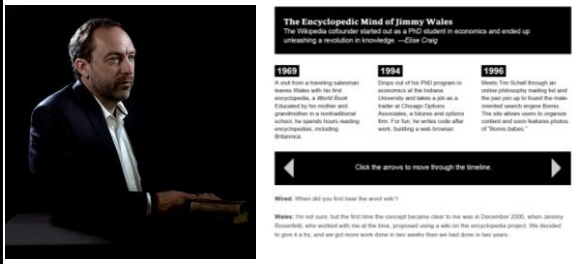 The Encyclopedic Mind of Jimmy Wales
The Wikipedia cofounder started out as a PhD student in economics and ended up
unleashing a revolution in knowledge. —Elise Craig
1969
A visit from a traveling salesman
leaves Wales with his first
encyclopedia, a World Book.
Educated by his mother and
grandmother in a nontraditional
school, he spends hours reading
encyclopedias, including
Britannica.
1994
Drops out of his PhD program in
economics at the Indiana
University and takes a job as a
trader at Chicago Options
Associates, a futures and options
firm. For fun, he writes code after
work, building a web browser.
1996
Meets Tim Schell through an
online philosophy mailing list and
the pair join up to found the male-
oriented search engine Bomis.
The site allows users to organize
content and soon features photos
of "Bomis babes."
Click the arrows to move through the timeline.
Wired: When did you first hear the word wiki?
Wales: I'm not sure, but the first time the concept became clear to me was in December 2000, when Jeremy
Rosenfeld, who worked with me at the time, proposed using a wiki on the encyclopedia project. We decided
to give it a try, and we got more work done in two weeks than we had done in two years.